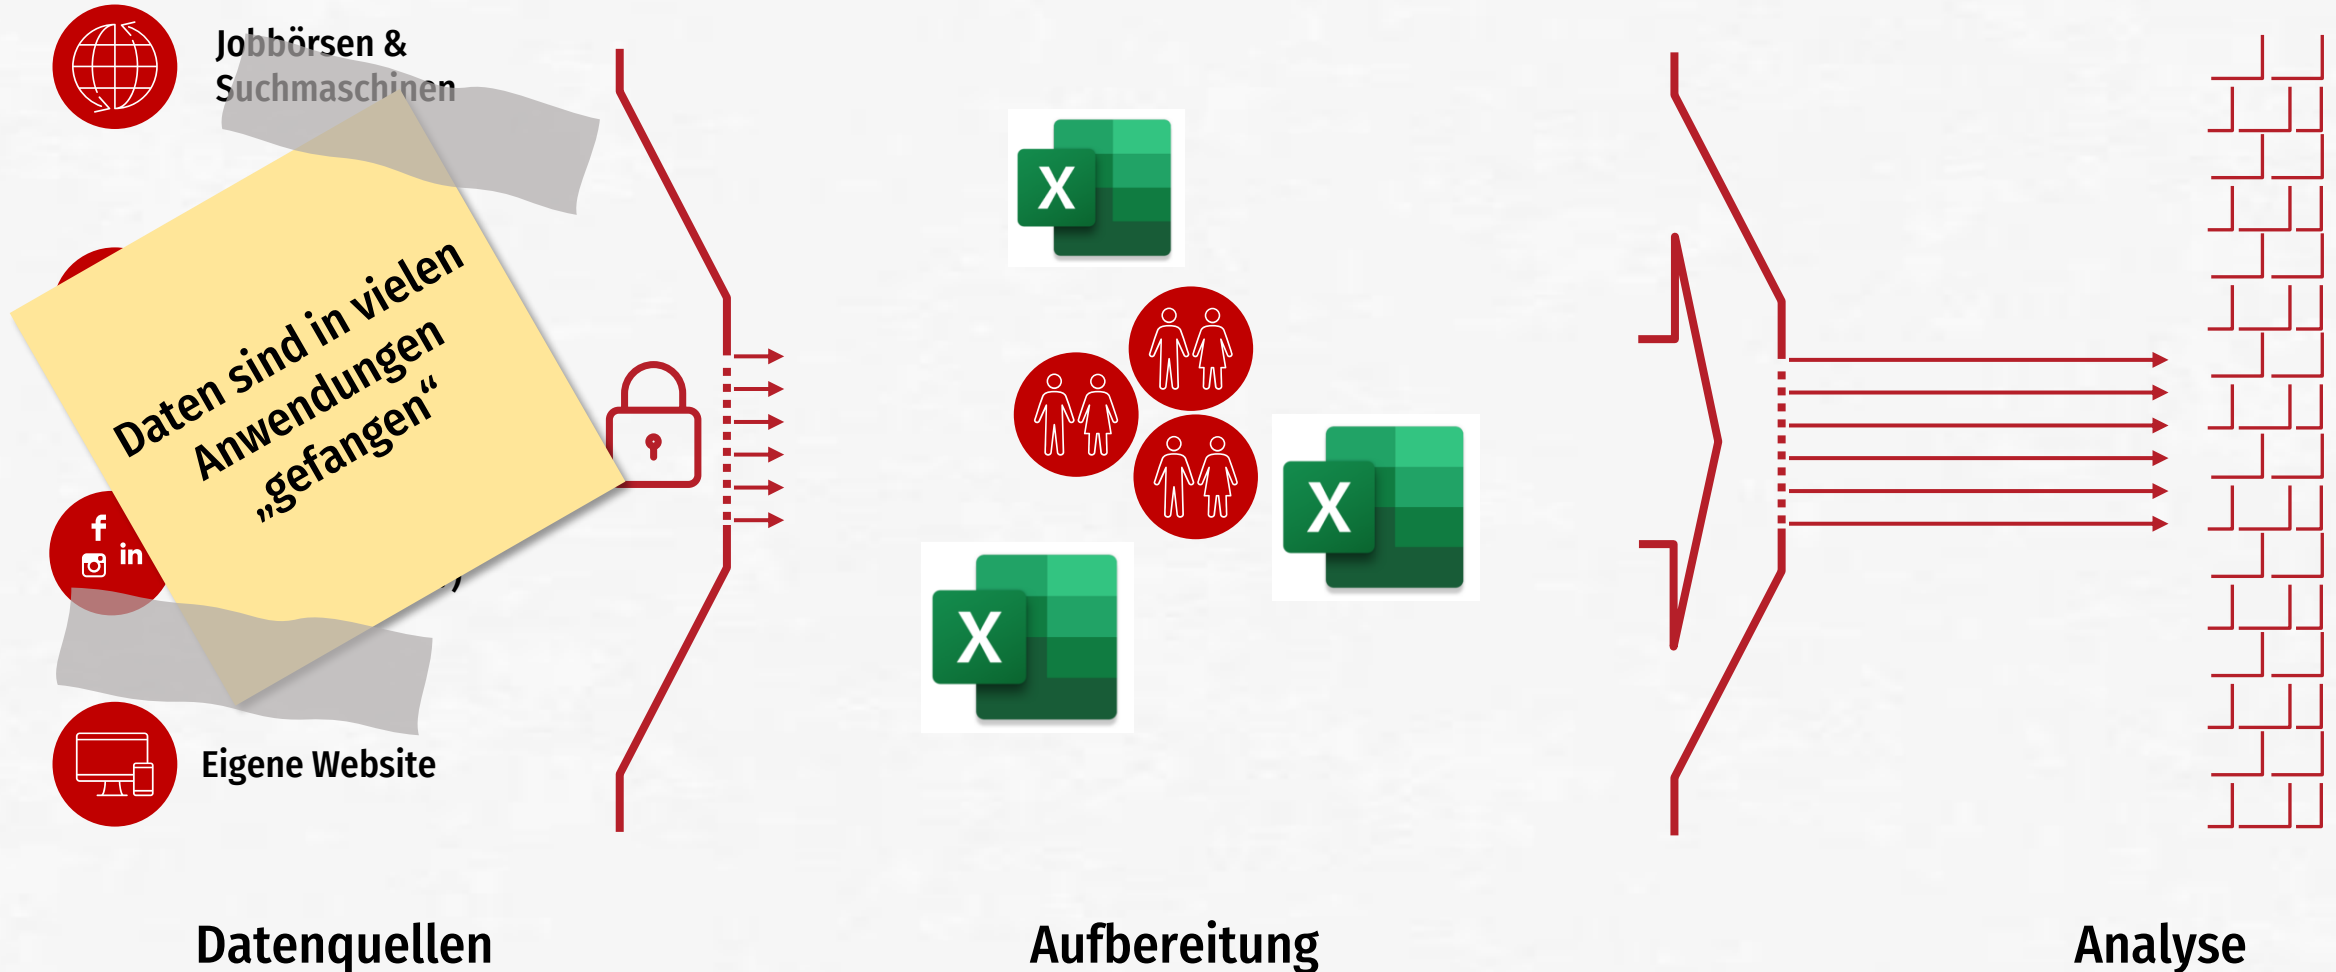 Jobbörsen &
Suchmaschinen
Daten sind in vielen
Anwendungen
„gefangen“
f
in
)
X
X
X
Eigene Website
Datenquellen
Aufbereitung
Analyse